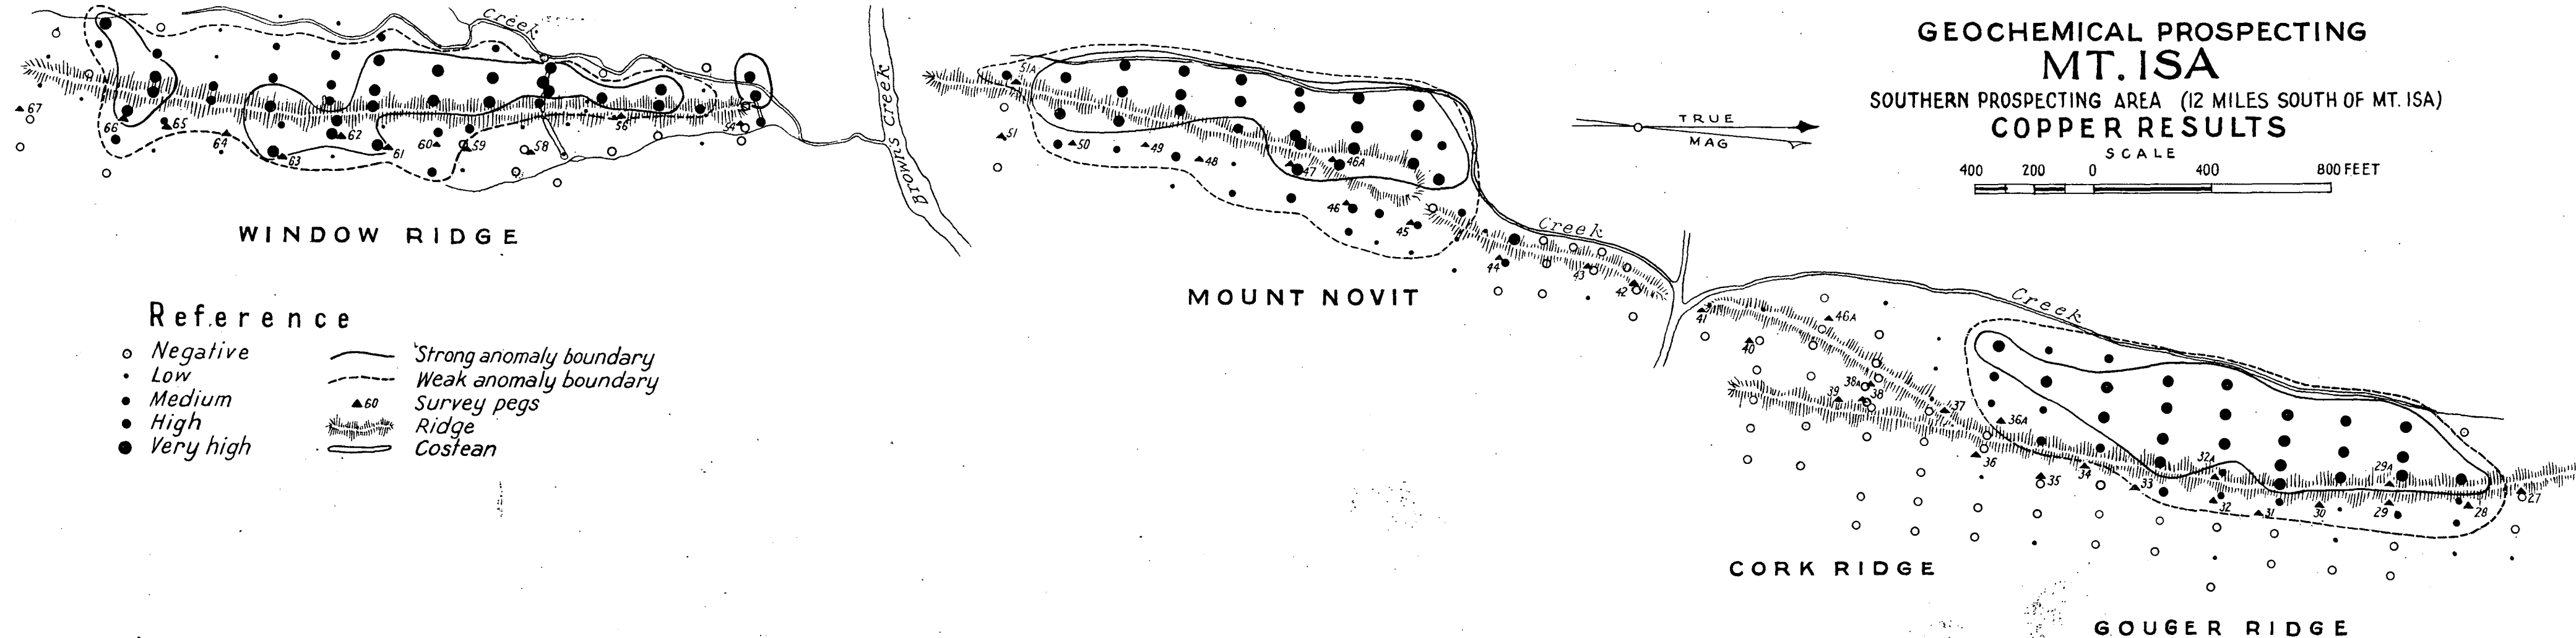 GEOCHEMICAL PROSPECTING
MT. ISA
SOUTHERN PROSPECTING AREA (12 MILES SOUTH OF MT. ISA)
COPPER RESULTS
SCALE
400 200 0 400 800 FEET
TRUE
MAG
Creek
Browns Creek
67
66
65
64
63
62
61
60
59
58
56
54
WINDOW RIDGE
51A
51
50
49
48
47
46A
46
45
44
43
42
Creek
MOUNT NOVIT
41
40
46A
39
38A
38
37
36A
36
35
34
33
32A
32
31
30
29A
29
28
27
Creek
CORK RIDGE
GOUGER RIDGE
Reference
Negative
Low
Medium
High
Very high
Strong anomaly boundary
Weak anomaly boundary
60 Survey pegs
Ridge
Costean